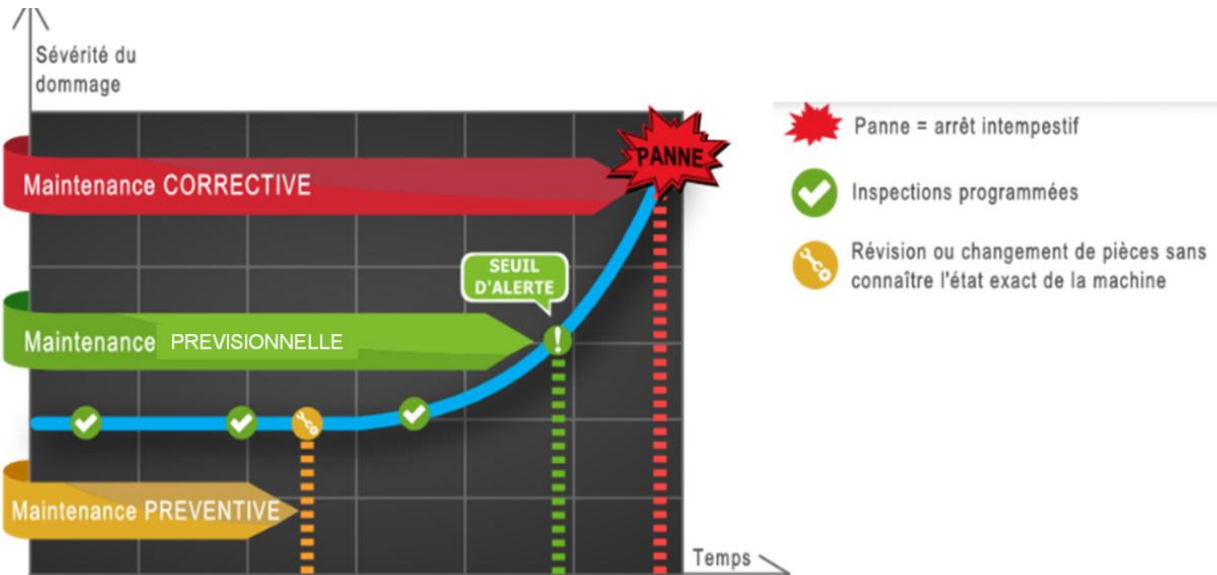 Sévérité du
dommage
Maintenance CORRECTIVE
PANNE
SEUIL
D'ALERTE
Maintenance PREVISIONNELLE
Maintenance PREVENTIVE
Temps
Panne = arrêt intempestif
Inspections programmées
Révision ou changement de pièces sans
connaître l'état exact de la machine